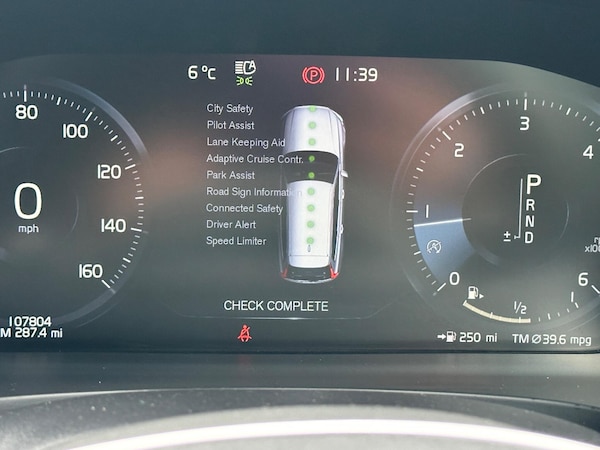 6 °C
A
P 11:39
City Safety
Pilot Assist
Lane Keeping Aid
Adaptive Cruise Contr.
Park Assist
Road Sign Information
Connected Safety
Driver Alert
Speed Limiter
CHECK COMPLETE
80
100
120
140
160
0
mph
107804
TM 287.4 mi
0
1
2
3
4
6
P
R
N
D
±
A
1/2
250 mi
TM ∅39.6 mpg